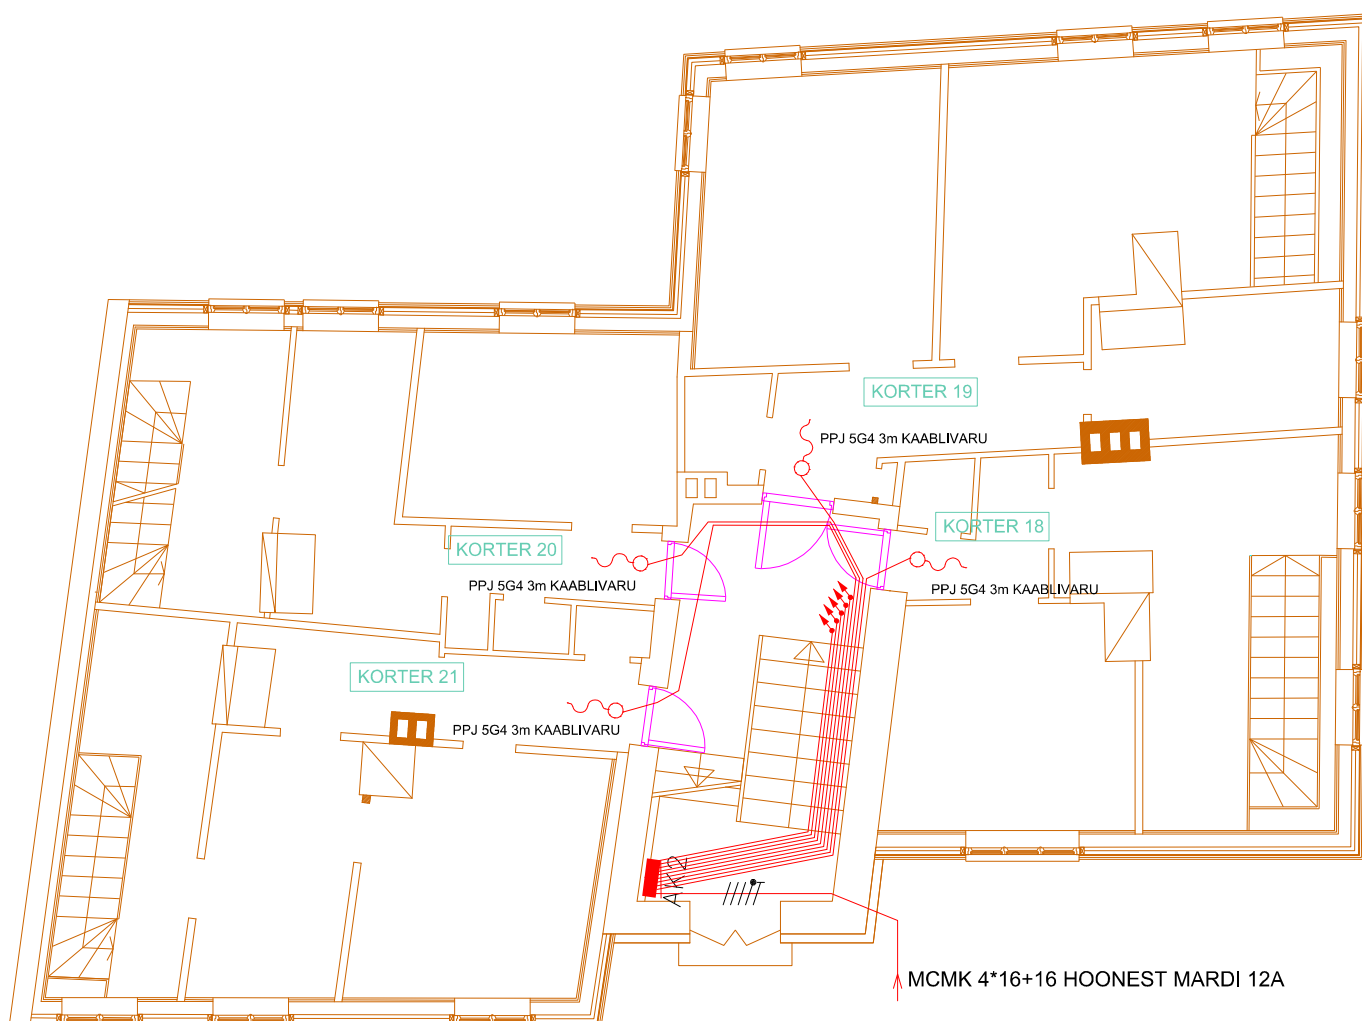 KORTER 19
PPJ 5G4 3m KAABLIVARU
KORTER 18
KORTER 20
PPJ 5G4 3m KAABLIVARU
PPJ 5G4 3m KAABLIVARU
KORTER 21
PPJ 5G4 3m KAABLIVARU
AK2
MCMK 4*16+16 HOONEST MARDI 12A